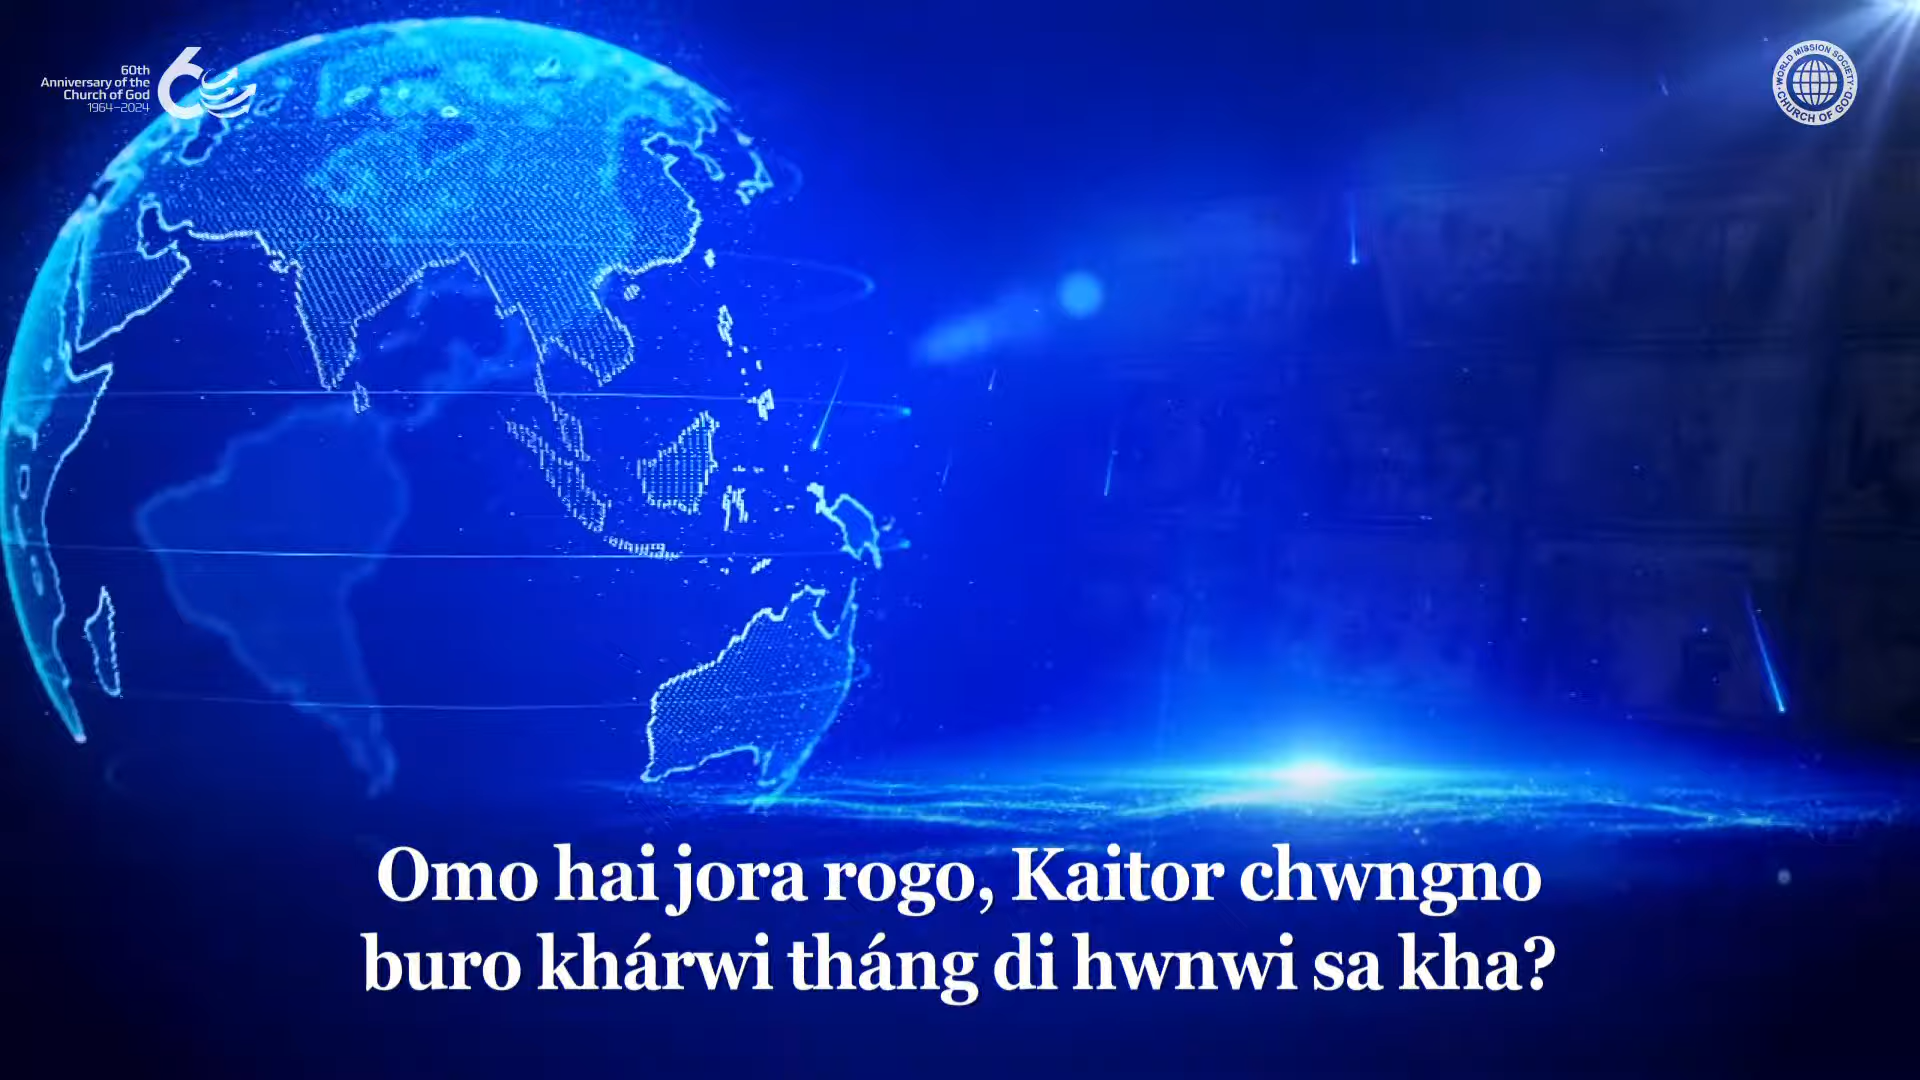 60th
Anniversary of the
Church of God
1964–2024
60
WORLD MISSION SOCIETY
CHURCH OF GOD
Omo hai jora rogo, Kaitor chwngno
buro khárwi tháng di hwnwi sa kha?